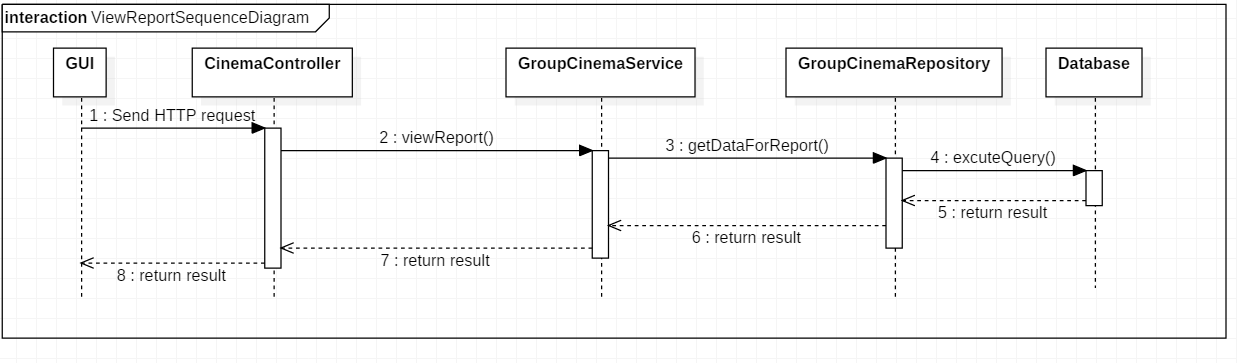 interaction ViewReportSequenceDiagram
GUI
CinemaController
GroupCinemaService
GroupCinemaRepository
Database
1 : Send HTTP request
2 : viewReport()
3 : getDataForReport()
4 : excuteQuery()
5 : return result
6 : return result
7 : return result
8 : return result